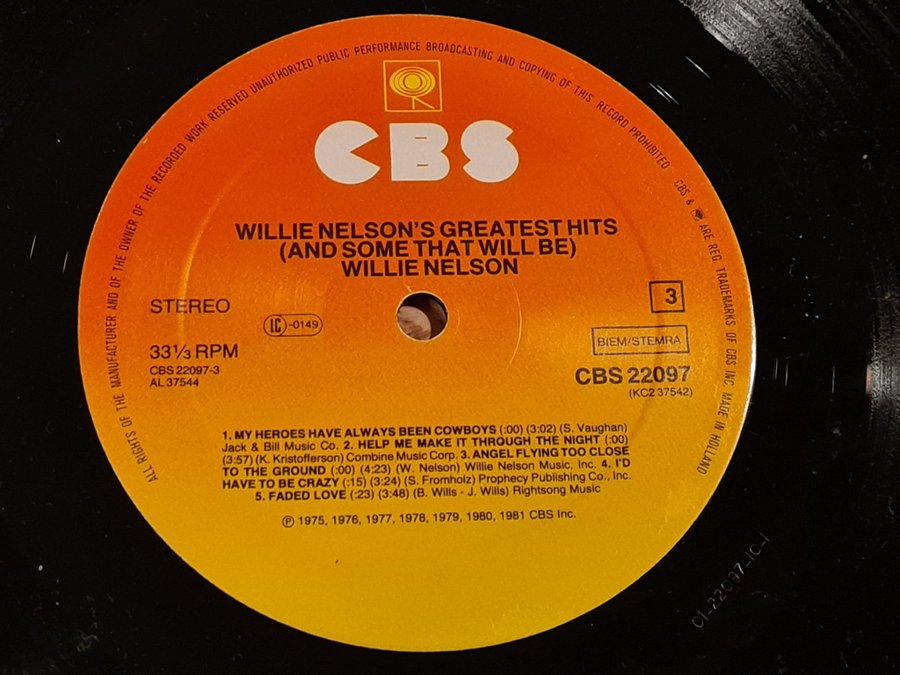 ALL RIGHTS OF THE MANUFACTURER AND OF THE OWNER OF THE RECORDED WORK RESERVED UNAUTHORIZED PUBLIC PERFORMANCE BROADCASTING AND COPYING OF THIS RECORD PROHIBITED CBS & ARE REG. TRADEMARKS OF CBS INC. MADE IN HOLLAND
CBS
WILLIE NELSON'S GREATEST HITS
(AND SOME THAT WILL BE)
WILLIE NELSON
STEREO
3
LC-0149
BIEM/STEMRA
33⅓ RPM
CBS 22097-3
AL 37544
CBS 22097
(KC2 37542)
1. MY HEROES HAVE ALWAYS BEEN COWBOYS (:00) (3:02) (S. Vaughan)
Jack & Bill Music Co. 2. HELP ME MAKE IT THROUGH THE NIGHT (:00)
(3:57) (K. Kristofferson) Combine Music Corp. 3. ANGEL FLYING TOO CLOSE
TO THE GROUND (:00) (4:23) (W. Nelson) Willie Nelson Music, Inc. 4. I'D
HAVE TO BE CRAZY (:15) (3:24) (S. Fromholz) Prophecy Publishing Co., Inc.
5. FADED LOVE (:23) (3:48) (B. Wills - J. Wills) Rightsong Music
℗ 1975, 1976, 1977, 1978, 1979, 1980, 1981 CBS Inc.
01-22097-1C-1